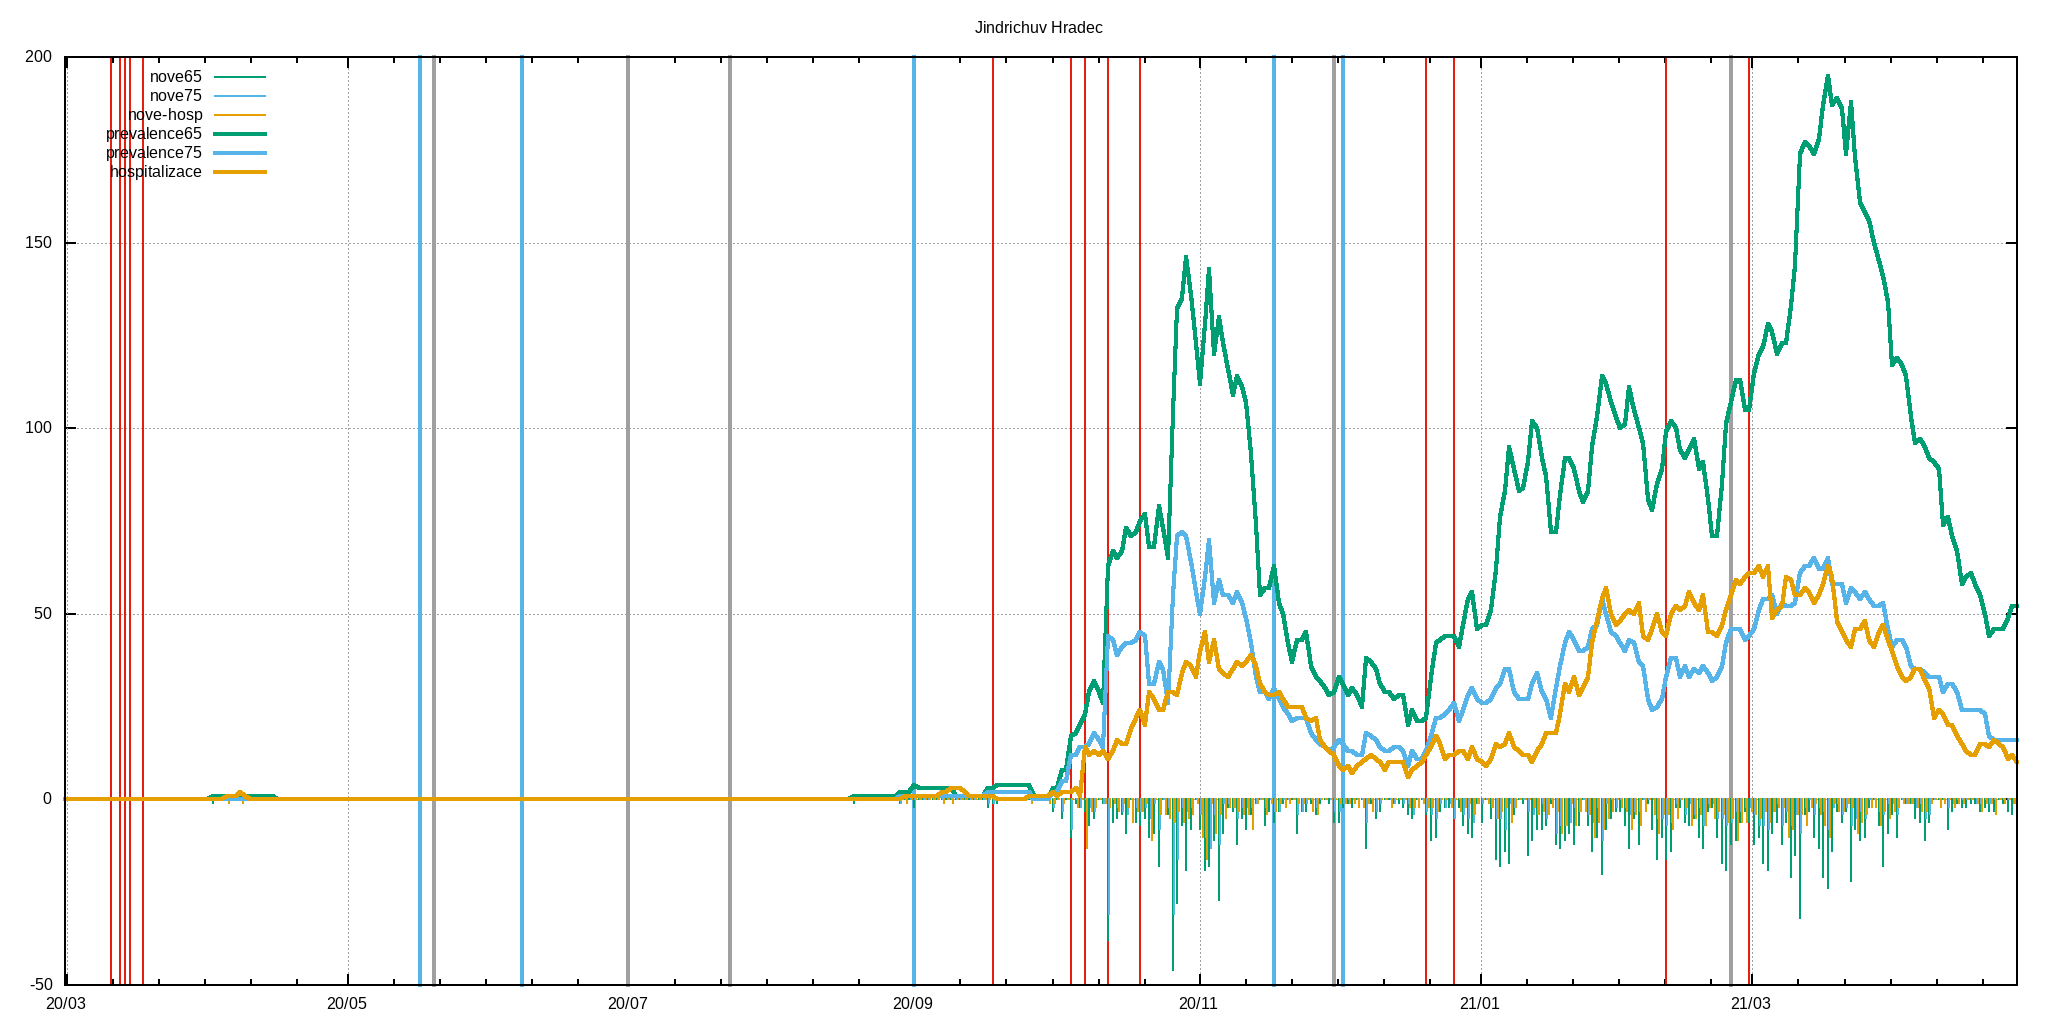 Jindrichuv Hradec
200
150
100
50
0
-50
nove65
nove75
nove-hosp
prevalence65
prevalence75
hospitalizace
20/03 20/05 20/07 20/09 20/11 21/01 21/03